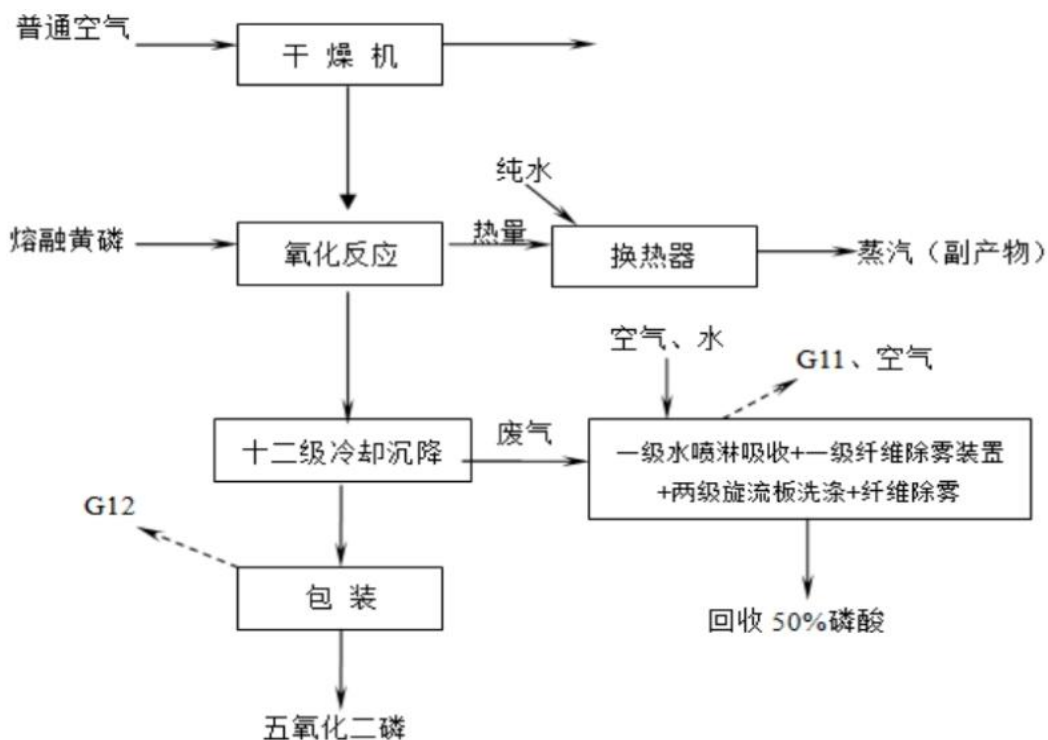 普通空气
干 燥 机
纯水
熔融黄磷
氧化反应
热量
换热器
蒸汽（副产物）
空气、水
G11、空气
十二级冷却沉降
废气
一级水喷淋吸收+一级纤维除雾装置
+两级旋流板洗涤+纤维除雾
G12
包 装
回收 50%磷酸
五氧化二磷